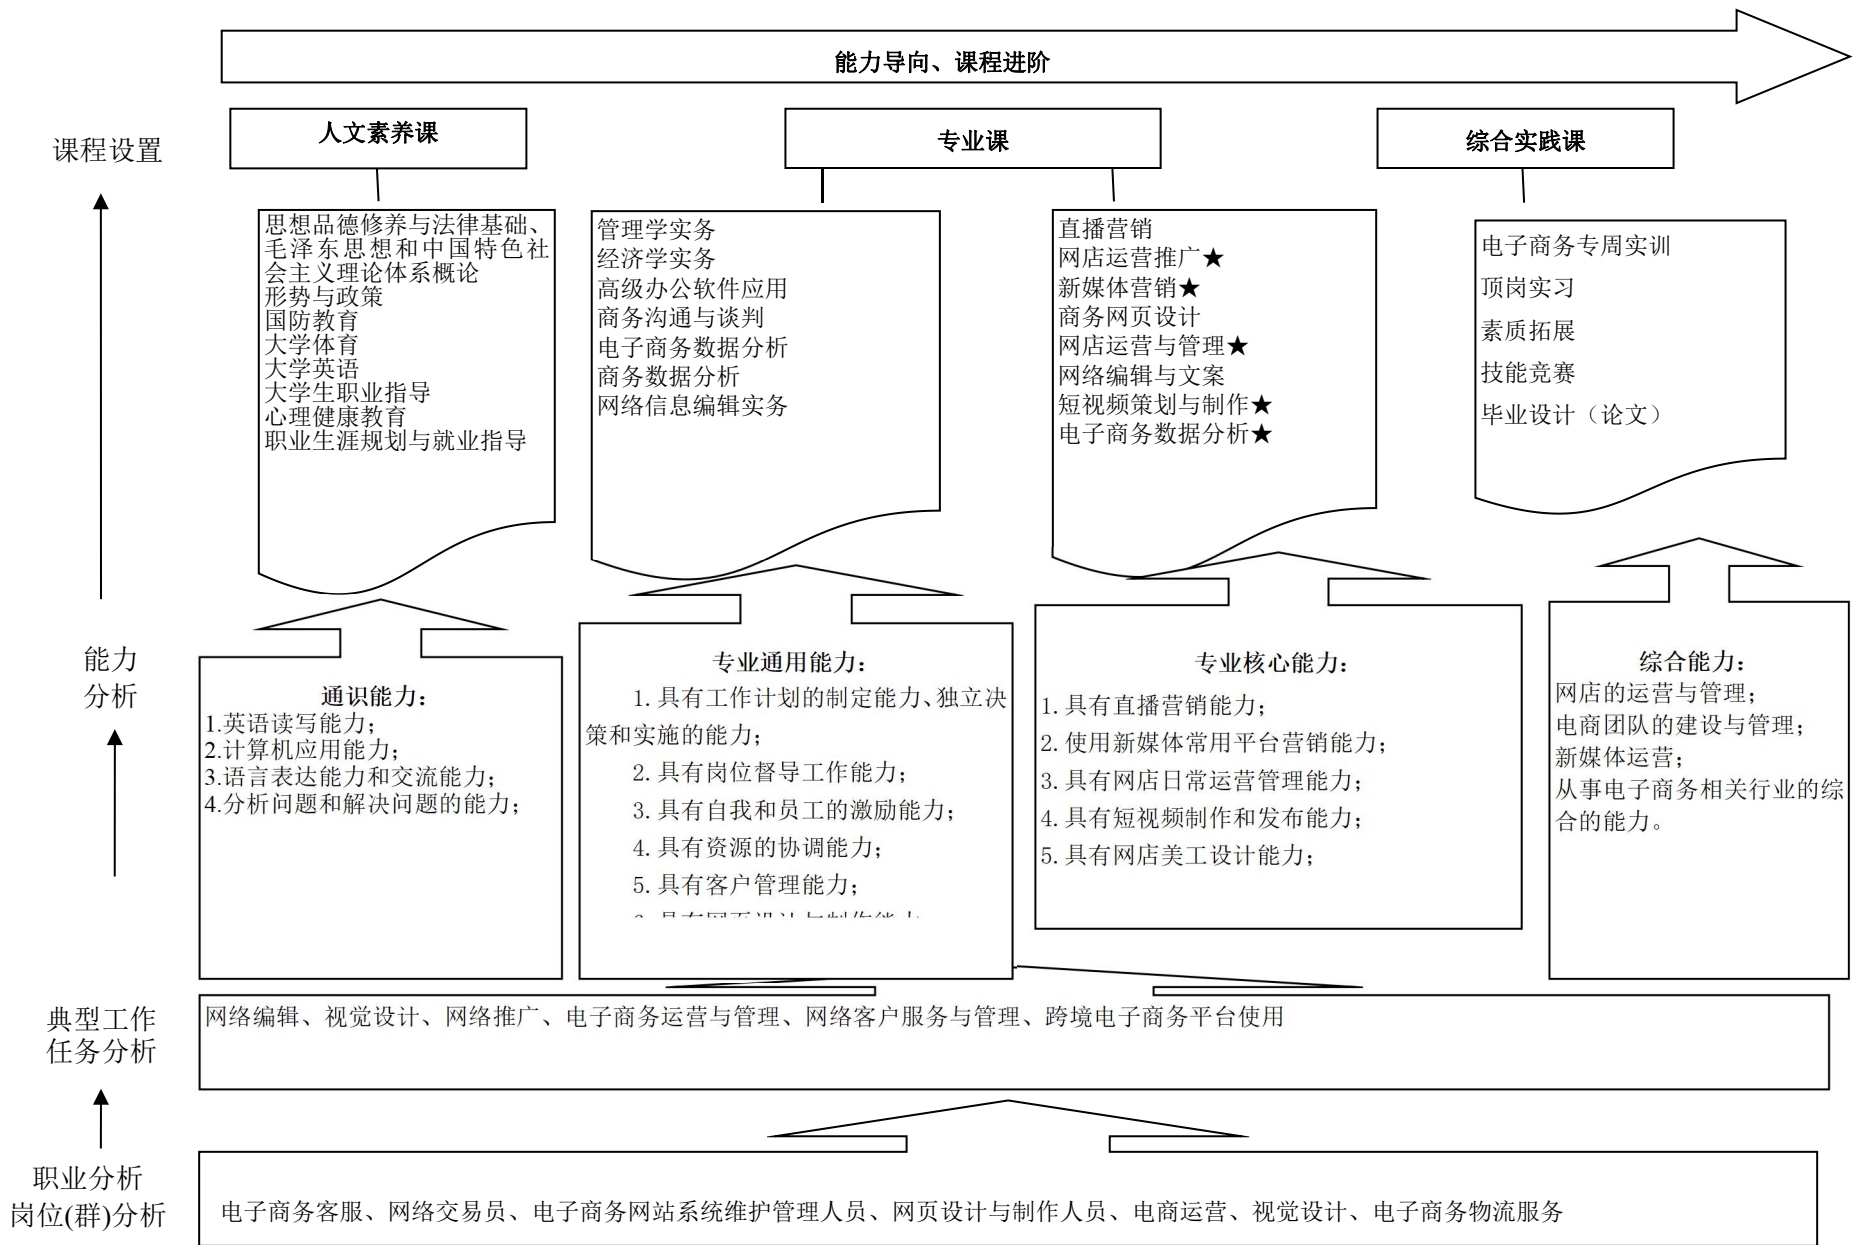 能力导向、课程进阶
课程设置
人文素养课
专业课
综合实践课
思想品德修养与法律基础、
毛泽东思想和中国特色社
会主义理论体系概论
形势与政策
国防教育
大学体育
大学英语
大学生职业指导
心理健康教育
职业生涯规划与就业指导
管理学实务
经济学实务
高级办公软件应用
商务沟通与谈判
电子商务数据分析
商务数据分析
网络信息编辑实务
直播营销
网店运营推广★
新媒体营销★
商务网页设计
网店运营与管理★
网络编辑与文案
短视频策划与制作★
电子商务数据分析★
电子商务专周实训
顶岗实习
素质拓展
技能竞赛
毕业设计（论文）
能力
分析
通识能力：
1.英语读写能力；
2.计算机应用能力；
3.语言表达能力和交流能力；
4.分析问题和解决问题的能力；
专业通用能力：
1.具有工作计划的制定能力、独立决
策和实施的能力；
2.具有岗位督导工作能力；
3.具有自我和员工的激励能力；
4.具有资源的协调能力；
5.具有客户管理能力；
专业核心能力：
1.具有直播营销能力；
2.使用新媒体常用平台营销能力；
3.具有网店日常运营管理能力；
4.具有短视频制作和发布能力；
5.具有网店美工设计能力；
综合能力：
网店的运营与管理；
电商团队的建设与管理；
新媒体运营；
从事电子商务相关行业的综
合的能力。
典型工作
任务分析
网络编辑、视觉设计、网络推广、电子商务运营与管理、网络客户服务与管理、跨境电子商务平台使用
职业分析
岗位(群)分析
电子商务客服、网络交易员、电子商务网站系统维护管理人员、网页设计与制作人员、电商运营、视觉设计、电子商务物流服务